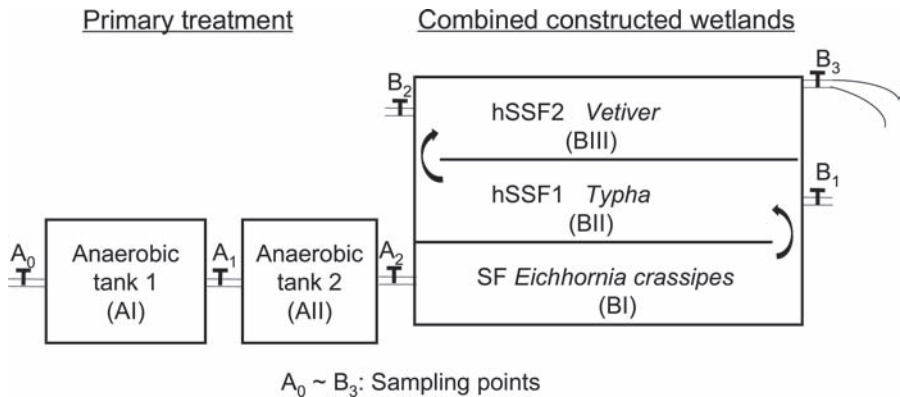 Primary treatment
Combined constructed wetlands
B3
B2
hSSF2 Vetiver
(BIII)
B1
hSSF1 Typha
(BII)
A0
Anaerobic
tank 1
(AI)
A1
Anaerobic
tank 2
(AII)
A2
SF Eichhornia crassipes
(BI)
A0 ~ B3: Sampling points